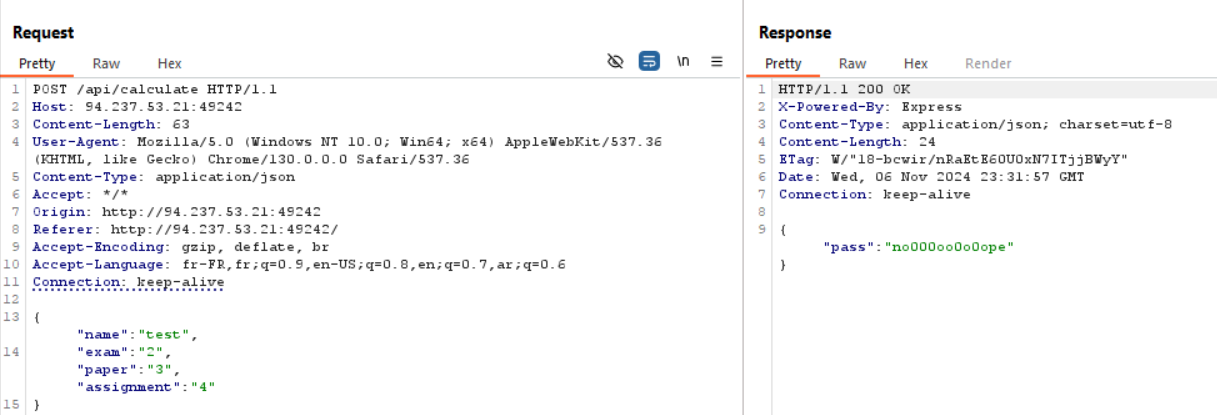 Request
Pretty Raw Hex
\n
1 POST /api/calculate HTTP/1.1
2 Host: 94.237.53.21:49242
3 Content-Length: 63
4 User-Agent: Mozilla/5.0 (Windows NT 10.0; Win64; x64) AppleWebKit/537.36
(KHTML, like Gecko) Chrome/130.0.0.0 Safari/537.36
5 Content-Type: application/json
6 Accept: */*
7 Origin: http://94.237.53.21:49242
8 Referer: http://94.237.53.21:49242/
9 Accept-Encoding: gzip, deflate, br
10 Accept-Language: fr-FR,fr;q=0.9,en-US;q=0.8,en;q=0.7,ar;q=0.6
11 Connection: keep-alive
12
13 {
"name":"test",
14 "exam":"2",
"paper":"3",
"assignment":"4"
15 }
Response
Pretty Raw Hex Render
1 HTTP/1.1 200 OK
2 X-Powered-By: Express
3 Content-Type: application/json; charset=utf-8
4 Content-Length: 24
5 ETag: W/"18-bcwir/nRaEtE60U0xN7ITjjBWyY"
6 Date: Wed, 06 Nov 2024 23:31:57 GMT
7 Connection: keep-alive
8
9 {
"pass":"n0000oo0o0ope"
}